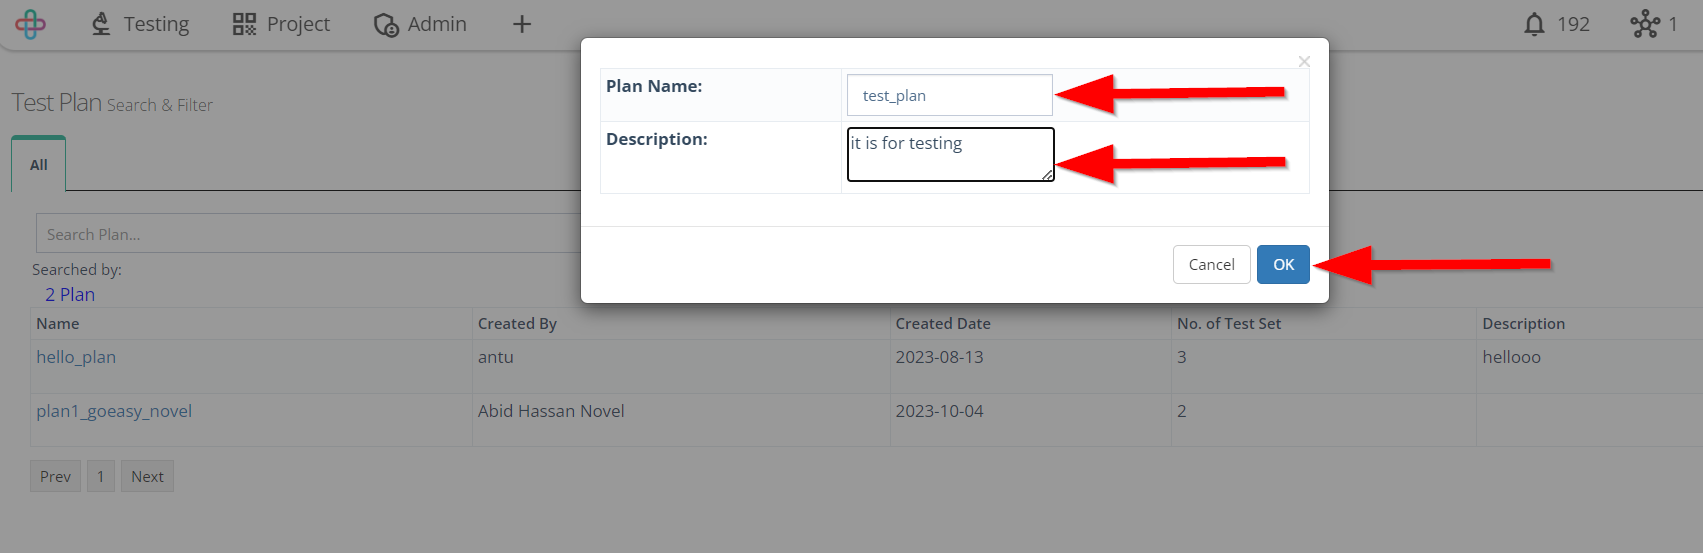 Testing Project Admin 192 1
Test Plan Search & Filter
All
Search Plan...
Searched by:
2 Plan
Plan Name: test_plan
Description: it is for testing
Cancel OK
Name Created By Created Date No. of Test Set Description
hello_plan antu 2023-08-13 3 hellooo
plan1_goeasy_novel Abid Hassan Novel 2023-10-04 2
Prev 1 Next